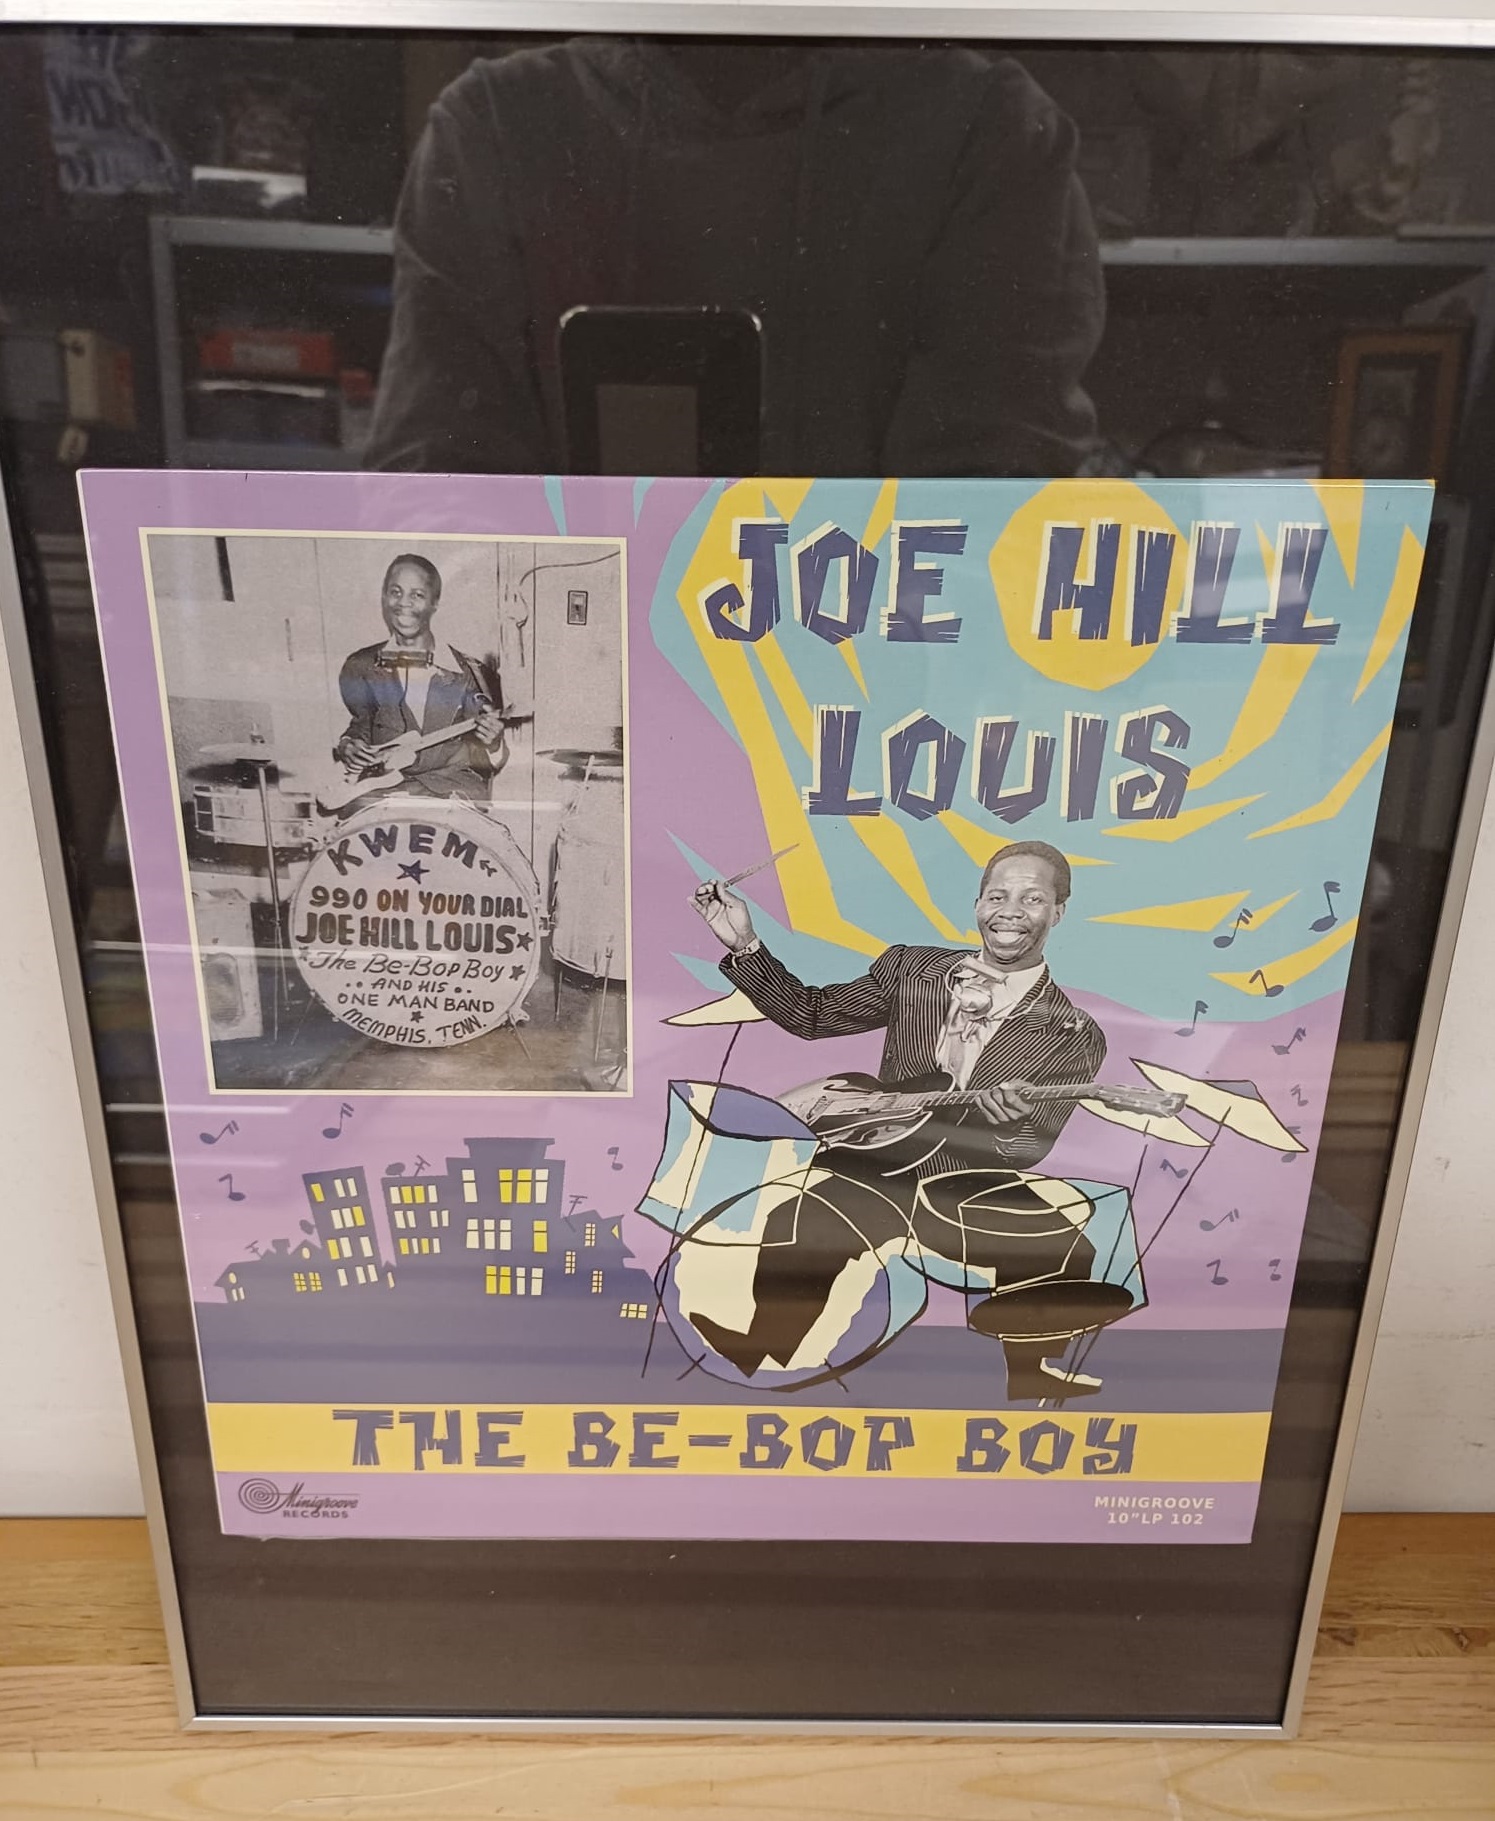 JOE HILL
LOUIS
KWEM
990 ON YOUR DIAL
JOE HILL LOUIS
The Be-Bop Boy
AND HIS
ONE MAN BAND
MEMPHIS, TENN.
THE BE-BOP BOY
Minigroove
RECORDS
MINIGROOVE
10"LP 102